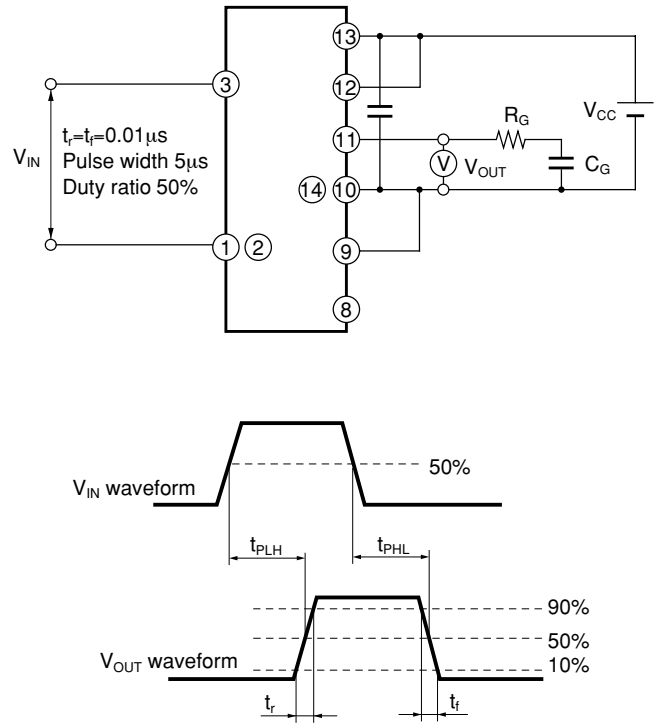 13
3
12
V_CC
t_r=t_f=0.01μs
R_G
V_IN
Pulse width 5μs
11
V
V_OUT
C_G
Duty ratio 50%
14
10
1
2
9
8
50%
V_IN waveform
t_PLH
t_PHL
90%
50%
V_OUT waveform
10%
t_r
t_f